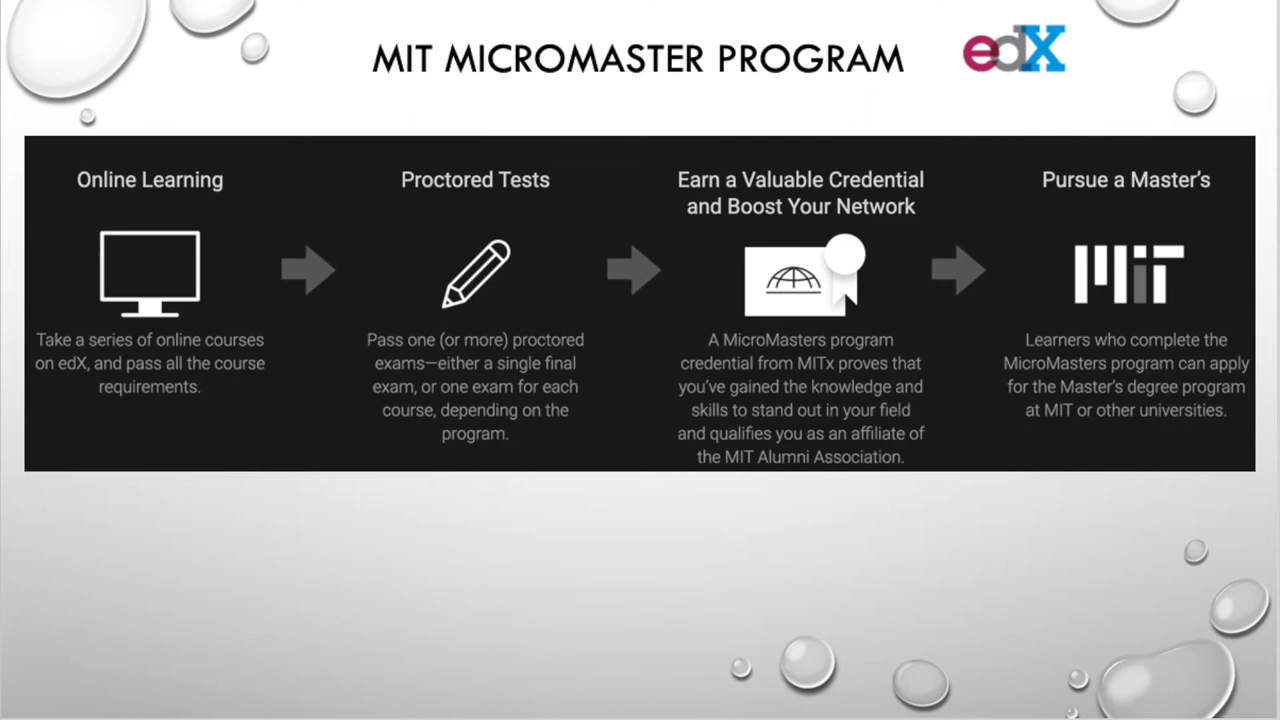 MIT MICROMASTER PROGRAM
edX
Online Learning
Take a series of online courses
on edX, and pass all the course
requirements.
Proctored Tests
Pass one (or more) proctored
exams—either a single final
exam, or one exam for each
course, depending on the
program.
Earn a Valuable Credential
and Boost Your Network
A MicroMasters program
credential from MITx proves that
you’ve gained the knowledge and
skills to stand out in your field
and qualifies you as an affiliate of
the MIT Alumni Association.
Pursue a Master’s
MIT
Learners who complete the
MicroMasters program can apply
for the Master’s degree program
at MIT or other universities.